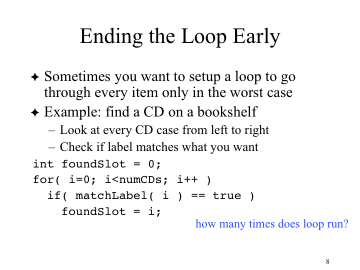 Ending the Loop Early
✦ Sometimes you want to setup a loop to go
through every item only in the worst case
✦ Example: find a CD on a bookshelf
– Look at every CD case from left to right
– Check if label matches what you want
int foundSlot = 0;
for( i=0; i<numCDs; i++ )
if( matchLabel( i ) == true )
foundSlot = i;
how many times does loop run?
8